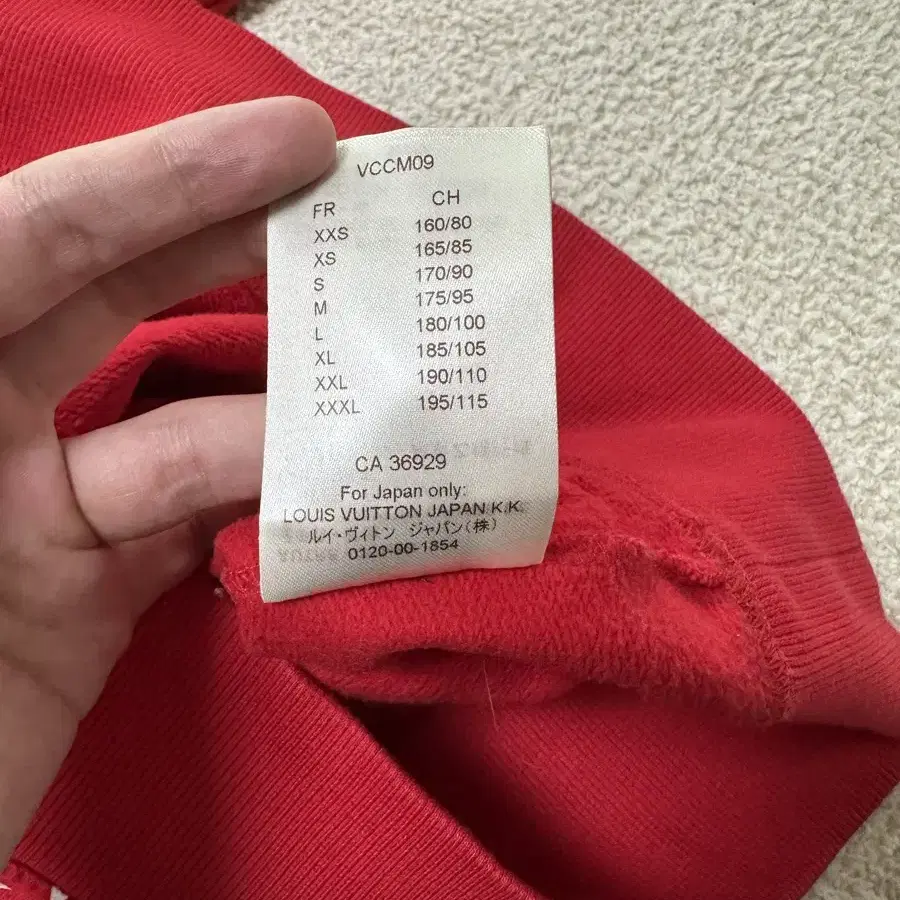 VCCM09
FR CH
XXS 160/80
XS 165/85
S 170/90
M 175/95
L 180/100
XL 185/105
XXL 190/110
XXXL 195/115
CA 36929
For Japan only:
LOUIS VUITTON JAPAN K.K.
ルイ・ヴィトン ジャパン(株)
0120-00-1854